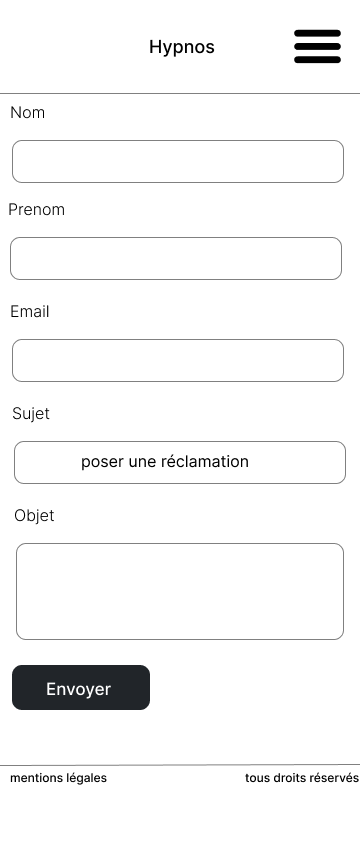 Hypnos
Nom
Prenom
Email
Sujet
poser une réclamation
Objet
Envoyer
mentions légales tous droits réservés